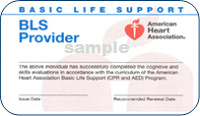 BASIC LIFE SUPPORT
BLS
Provider
American
Heart
Association®
sample
The above individual has successfully completed the cognitive and
skills evaluations in accordance with the curriculum of the American
Heart Association Basic Life Support (CPR and AED) Program.
Issue Date
Recommended Renewal Date